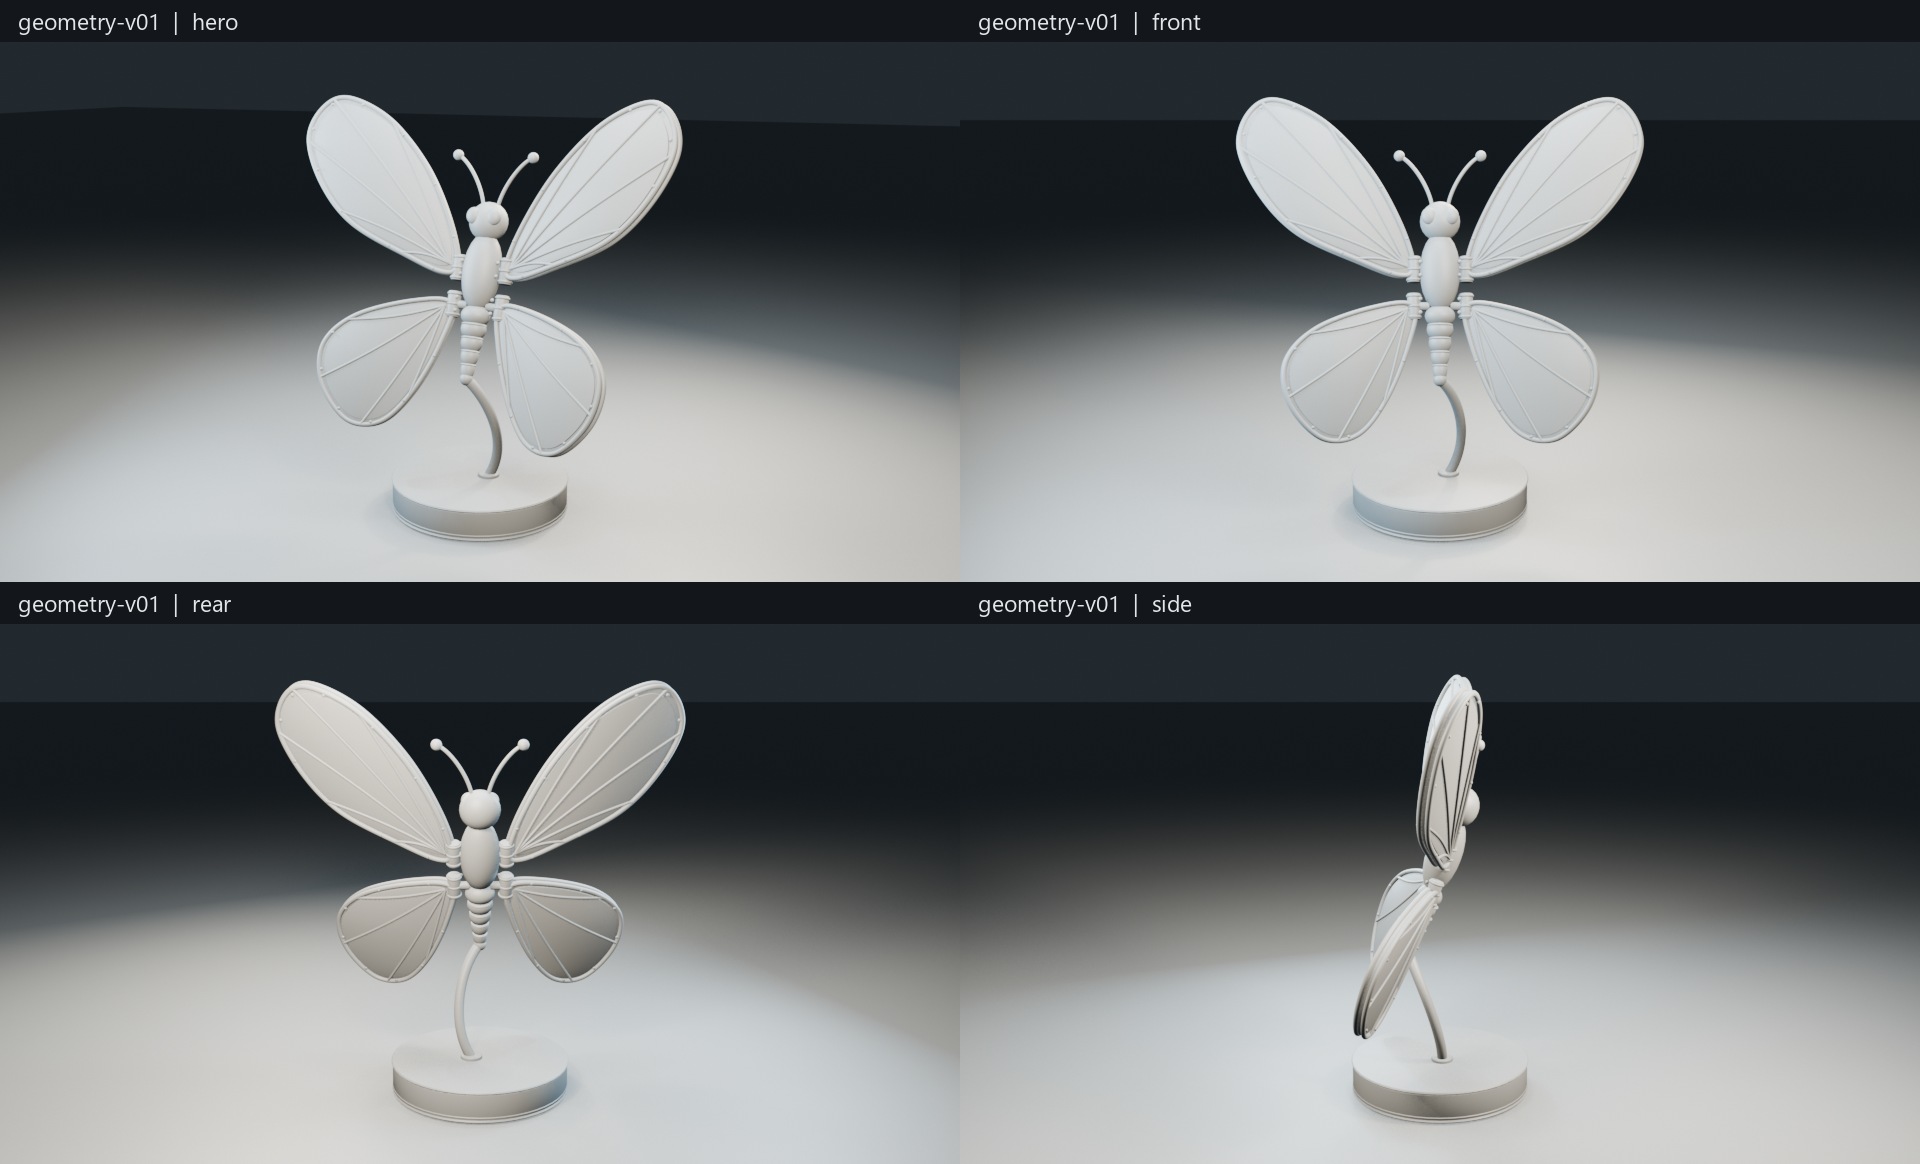 geometry-v01 | hero
geometry-v01 | front
geometry-v01 | rear
geometry-v01 | side